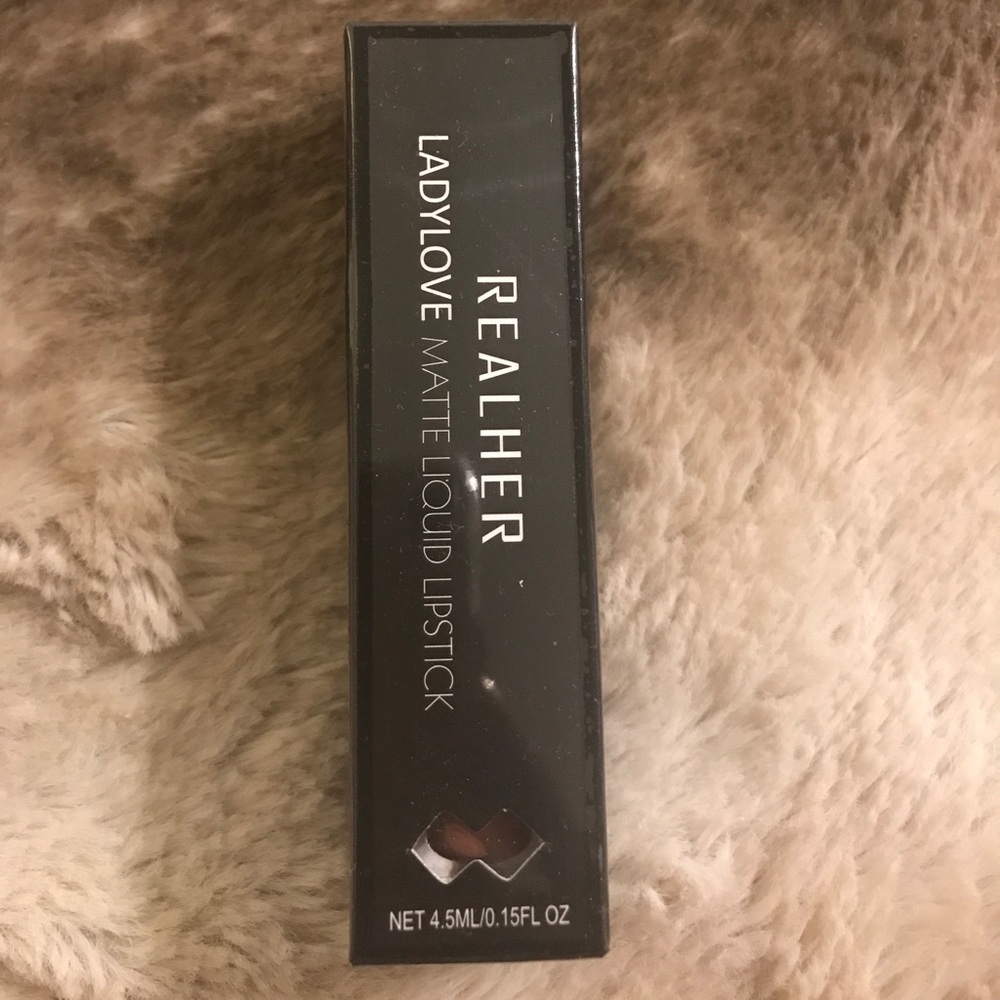 REALHER
LADYLOVE MATTE LIQUID LIPSTICK
NET 4.5ML/0.15FL OZ